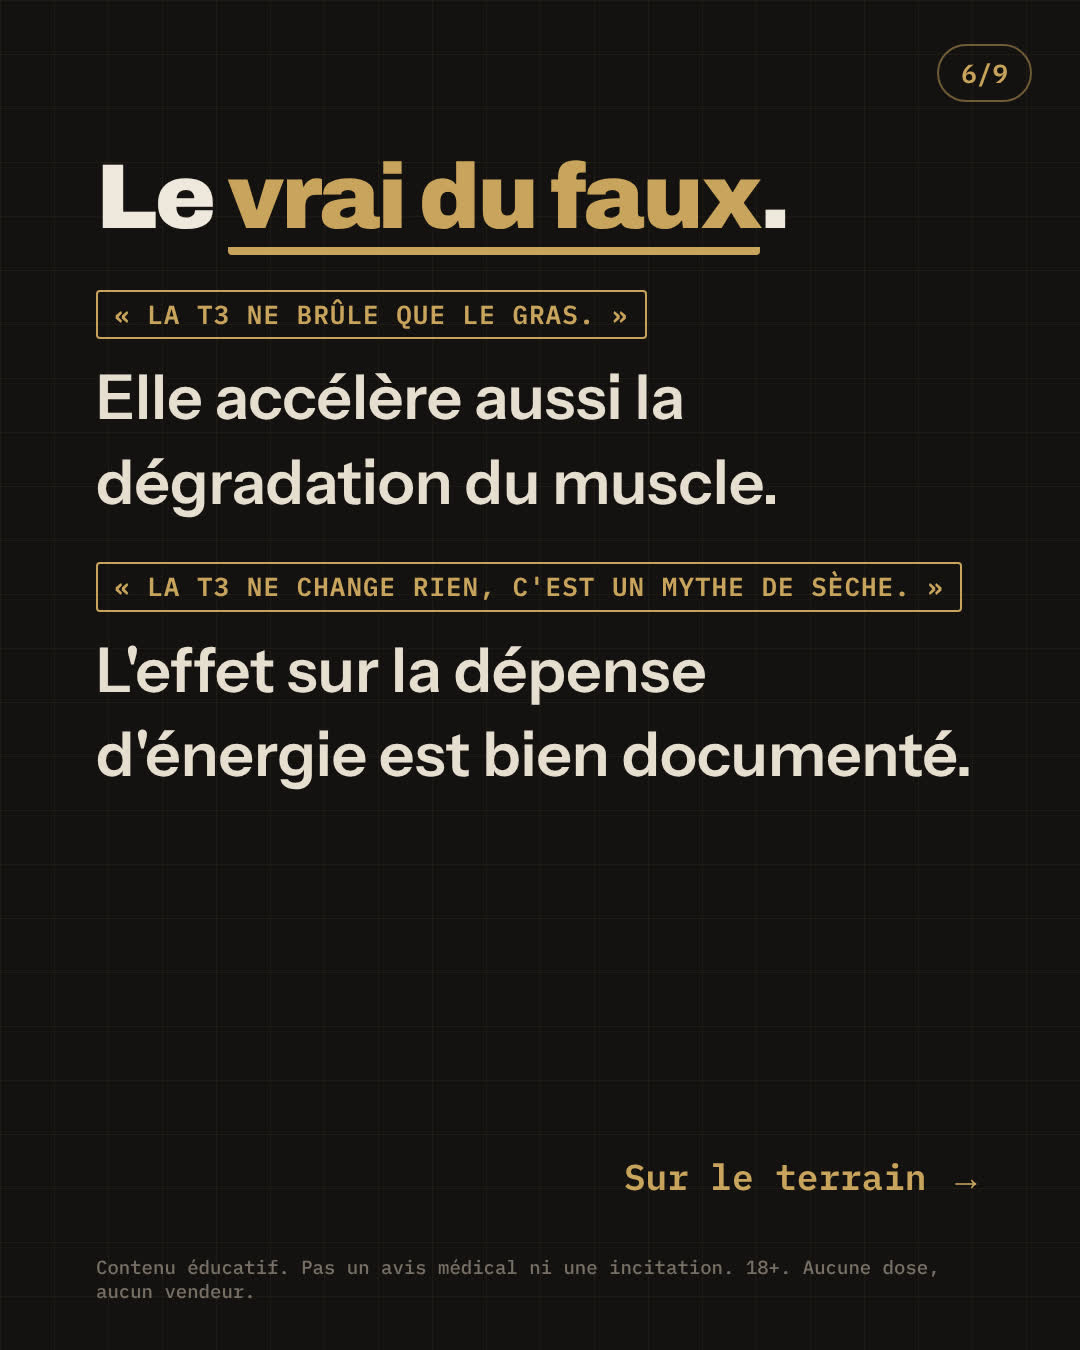 6/9
Le vrai du faux.
« LA T3 NE BRÛLE QUE LE GRAS. »
Elle accélère aussi la
dégradation du muscle.
« LA T3 NE CHANGE RIEN, C'EST UN MYTHE DE SÈCHE. »
L'effet sur la dépense
d'énergie est bien documenté.
Sur le terrain →
Contenu éducatif. Pas un avis médical ni une incitation. 18+. Aucune dose,
aucun vendeur.